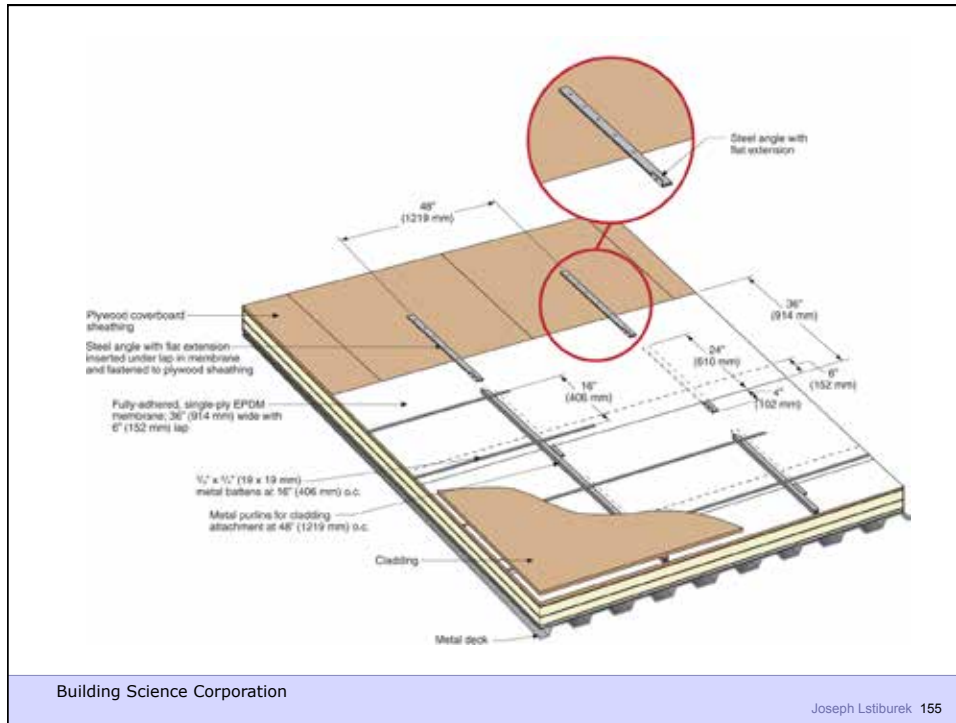 Steel angle with
flat extension
48"
(1219 mm)
36"
(914 mm)
Plywood coverboard
sheathing
Steel angle with flat extension
inserted under lap in membrane
and fastened to plywood sheathing
24"
(610 mm)
6"
(152 mm)
16"
(406 mm)
4"
(102 mm)
Fully-adhered, single-ply EPDM
membrane; 36" (914 mm) wide with
6" (152 mm) lap
¾" x ¾" (19 x 19 mm)
metal battens at 16" (406 mm) o.c.
Metal purlins for cladding
attachment at 48" (1219 mm) o.c.
Cladding
Metal deck
Building Science Corporation
Joseph Lstiburek 155